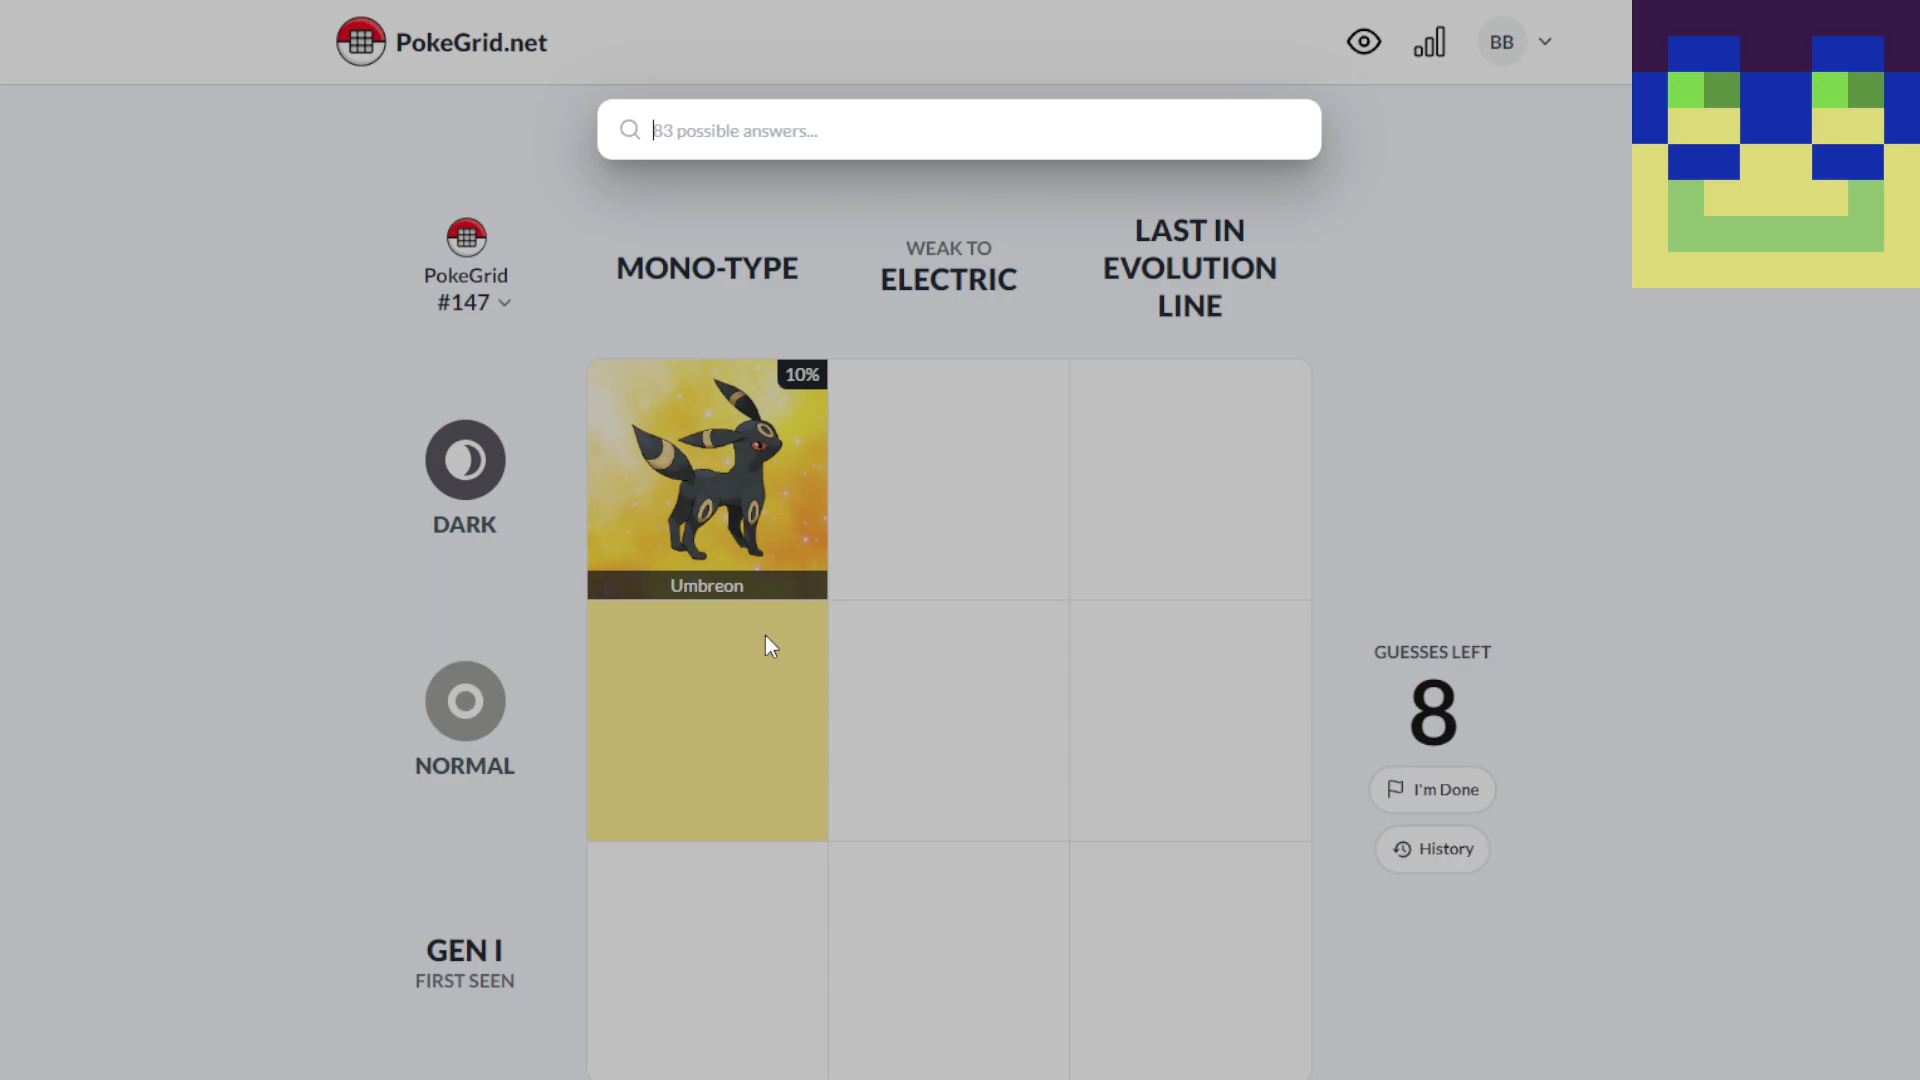 PokeGrid.net
BB
83 possible answers...
PokeGrid
#147
MONO-TYPE
WEAK TO
ELECTRIC
LAST IN
EVOLUTION
LINE
10%
Umbreon
DARK
NORMAL
GEN I
FIRST SEEN
GUESSES LEFT
8
I'm Done
History